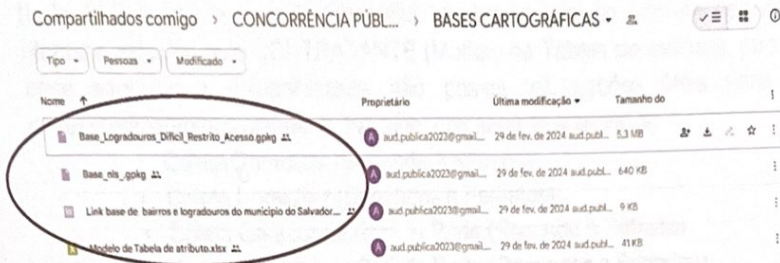 Compartilhados comigo > CONCORRÊNCIA PÚBL... > BASES CARTOGRÁFICAS
Tipo Pessoas Modificado
Nome Proprietário Última modificação Tamanho do
Base_Logradouros_Difícil_Restrito_Acesso.gpkg A aud.publica2023@gmail... 29 de fev. de 2024 aud.publ... 5,3 MB
Base_nls_.gpkg A aud.publica2023@gmail... 29 de fev. de 2024 aud.publ... 640 KB
Link base de bairros e logradouros do município do Salvador... A aud.publica2023@gmail... 29 de fev. de 2024 aud.publ... 9 KB
Modelo de Tabela de atributo.xlsx A aud.publica2023@gmail... 29 de fev. de 2024 aud.publ... 41 KB